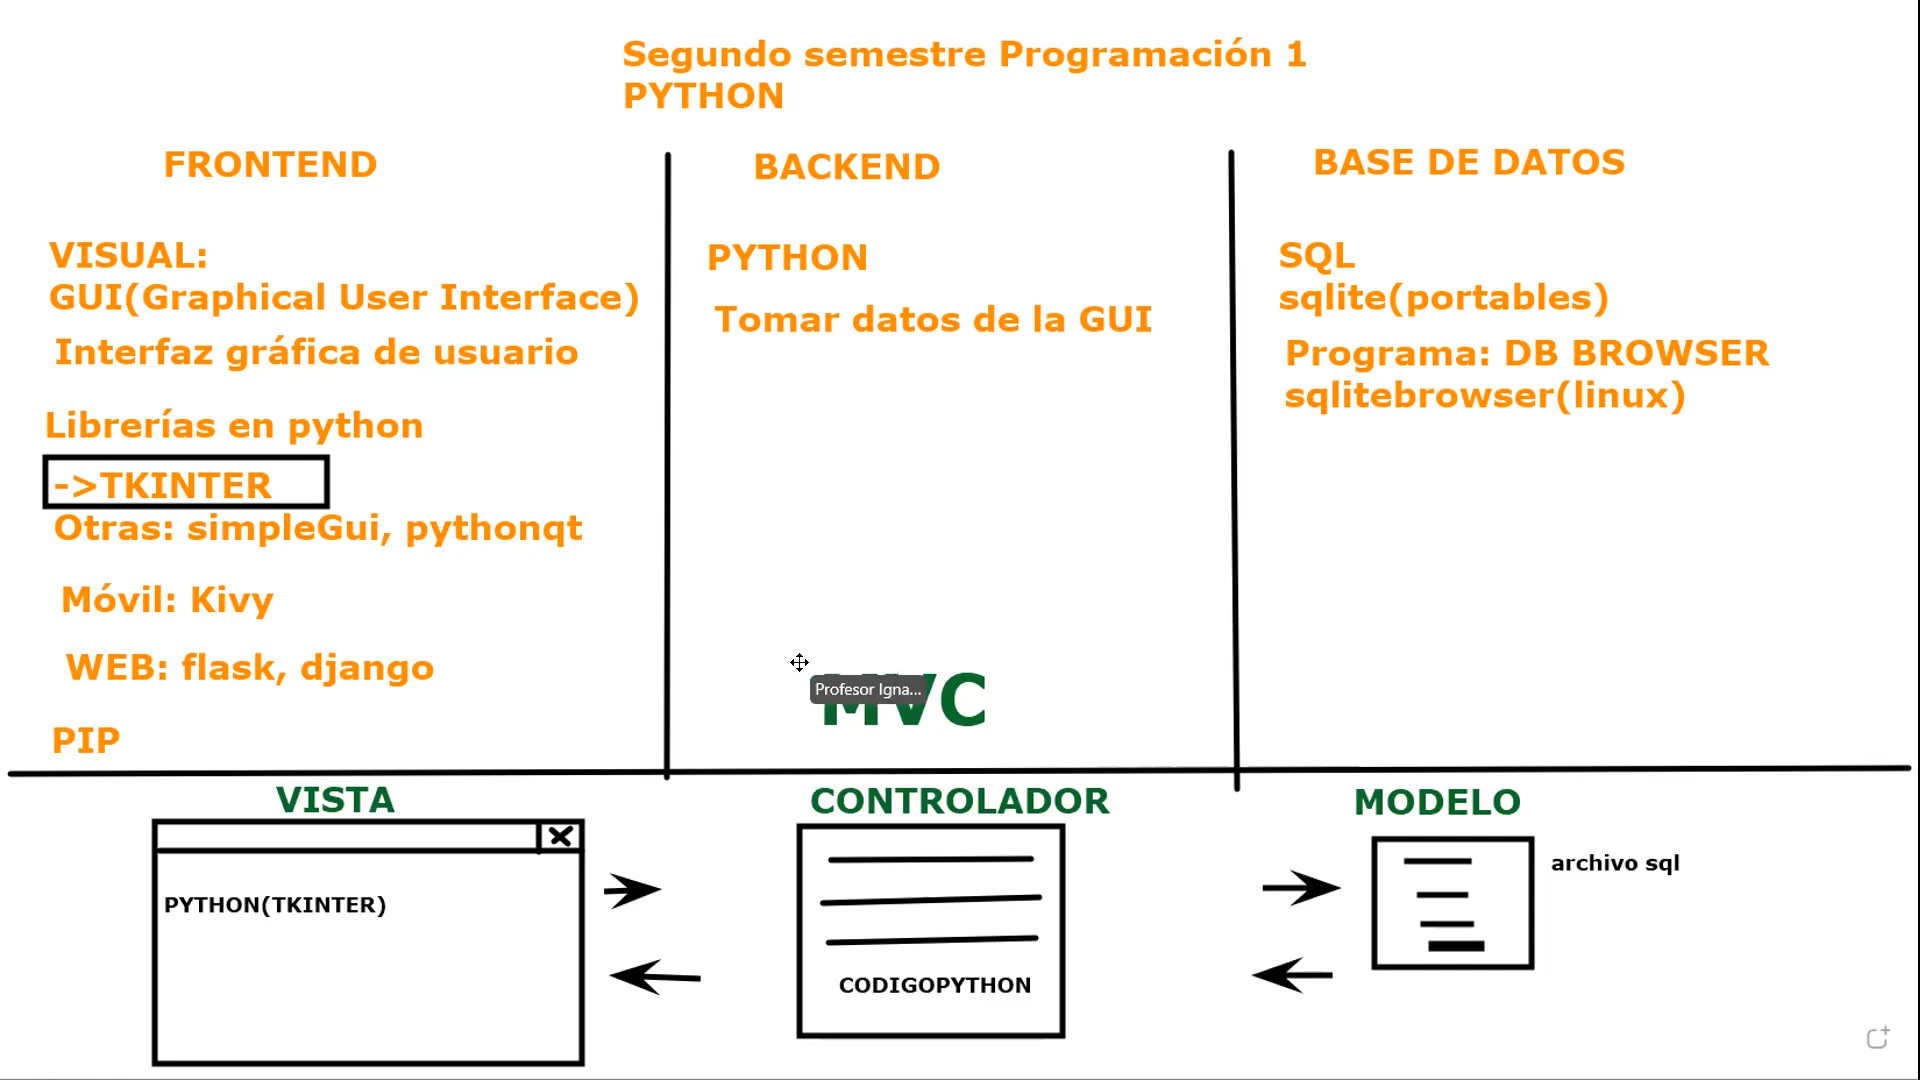 Segundo semestre Programación 1
PYTHON
FRONTEND
VISUAL:
GUI(Graphical User Interface)
Interfaz gráfica de usuario
Librerías en python
->TKINTER
Otras: simpleGui, pythonqt
Móvil: Kivy
WEB: flask, django
PIP
BACKEND
PYTHON
Tomar datos de la GUI
Profesor Igna...
MVC
BASE DE DATOS
SQL
sqlite(portables)
Programa: DB BROWSER
sqlitebrowser(linux)
VISTA
PYTHON(TKINTER)
CONTROLADOR
CODIGOPYTHON
MODELO
archivo sql